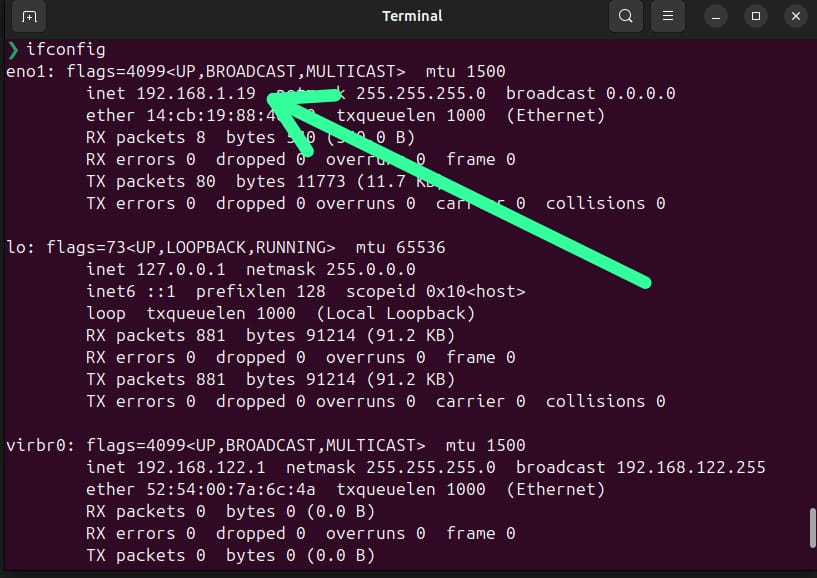 Terminal
❯ ifconfig
eno1: flags=4099<UP,BROADCAST,MULTICAST>  mtu 1500
inet 192.168.1.19 netmask 255.255.255.0  broadcast 0.0.0.0
ether 14:cb:19:88:4 txqueuelen 1000  (Ethernet)
RX packets 8  bytes (540.0 B)
RX errors 0  dropped 0  overruns 0  frame 0
TX packets 80  bytes 11773 (11.7 KB)
TX errors 0  dropped 0 overruns 0  carrier 0  collisions 0
lo: flags=73<UP,LOOPBACK,RUNNING>  mtu 65536
inet 127.0.0.1  netmask 255.0.0.0
inet6 ::1  prefixlen 128  scopeid 0x10<host>
loop  txqueuelen 1000  (Local Loopback)
RX packets 881  bytes 91214 (91.2 KB)
RX errors 0  dropped 0  overruns 0  frame 0
TX packets 881  bytes 91214 (91.2 KB)
TX errors 0  dropped 0 overruns 0  carrier 0  collisions 0
virbr0: flags=4099<UP,BROADCAST,MULTICAST>  mtu 1500
inet 192.168.122.1  netmask 255.255.255.0  broadcast 192.168.122.255
ether 52:54:00:7a:6c:4a  txqueuelen 1000  (Ethernet)
RX packets 0  bytes 0 (0.0 B)
RX errors 0  dropped 0  overruns 0  frame 0
TX packets 0  bytes 0 (0.0 B)